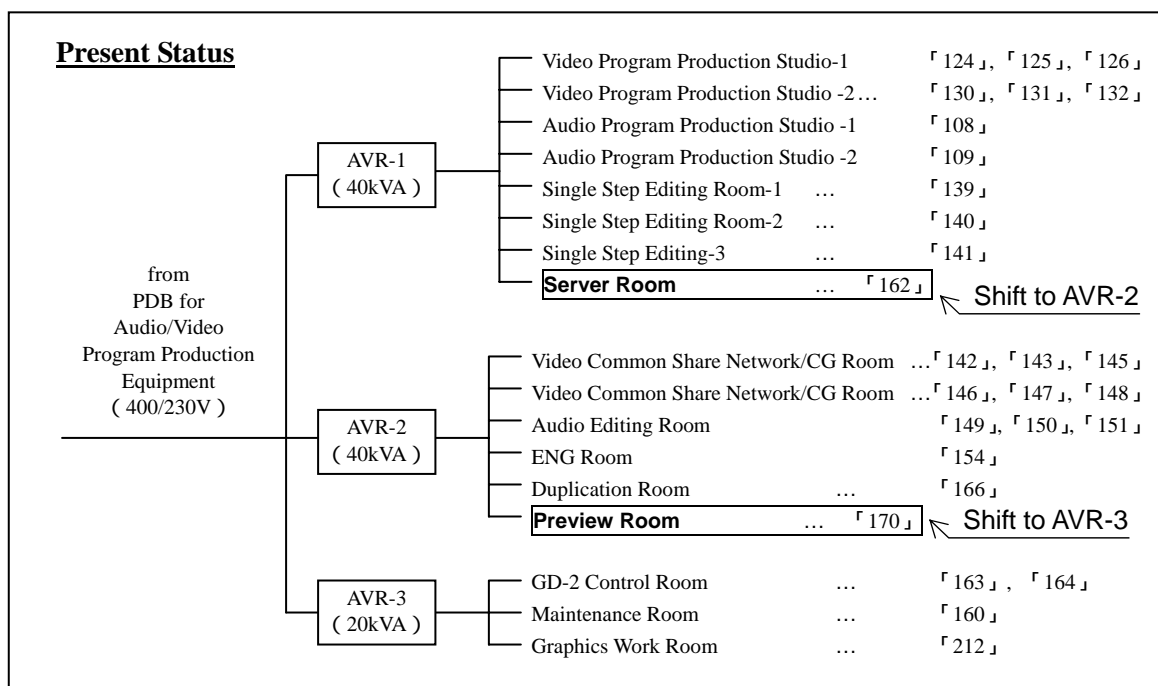 Present Status
Video Program Production Studio-1 「124」, 「125」, 「126」
Video Program Production Studio -2… 「130」, 「131」, 「132」
Audio Program Production Studio -1 「108」
Audio Program Production Studio -2 「109」
Single Step Editing Room-1 … 「139」
Single Step Editing Room-2 … 「140」
Single Step Editing-3 … 「141」
Server Room … 「162」
Shift to AVR-2
AVR-1
( 40kVA )
from
PDB for
Audio/Video
Program Production
Equipment
( 400/230V )
Video Common Share Network/CG Room …「142」, 「143」, 「145」
Video Common Share Network/CG Room …「146」, 「147」, 「148」
Audio Editing Room 「149」, 「150」, 「151」
ENG Room 「154」
Duplication Room … 「166」
Preview Room … 「170」
Shift to AVR-3
AVR-2
( 40kVA )
GD-2 Control Room … 「163」, 「164」
Maintenance Room … 「160」
Graphics Work Room … 「212」
AVR-3
( 20kVA )